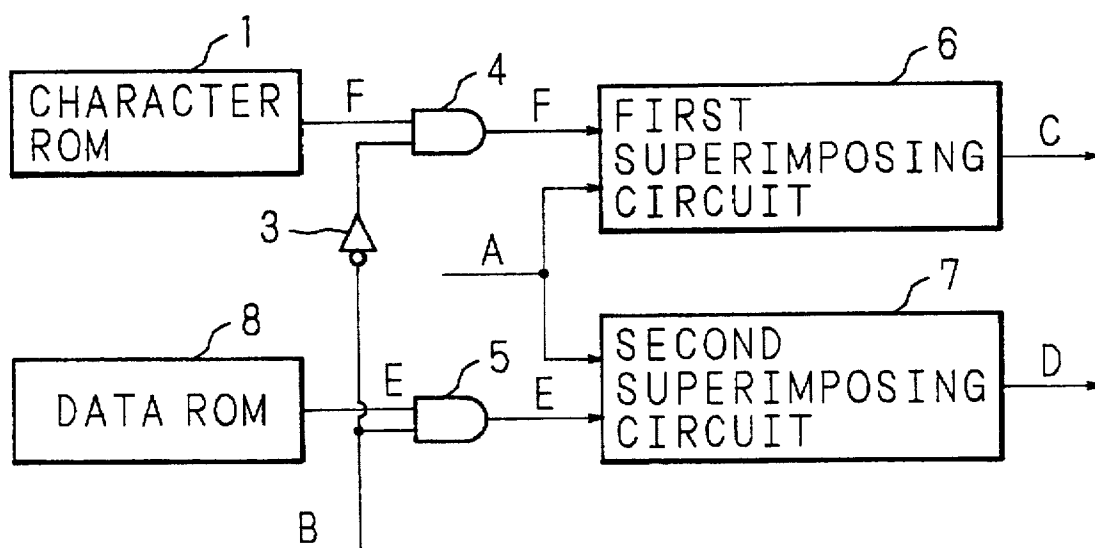 1
CHARACTER
ROM
F
4
F
6
FIRST
SUPERIMPOSING
CIRCUIT
C
3
A
8
DATA ROM
E
5
E
7
SECOND
SUPERIMPOSING
CIRCUIT
D
B